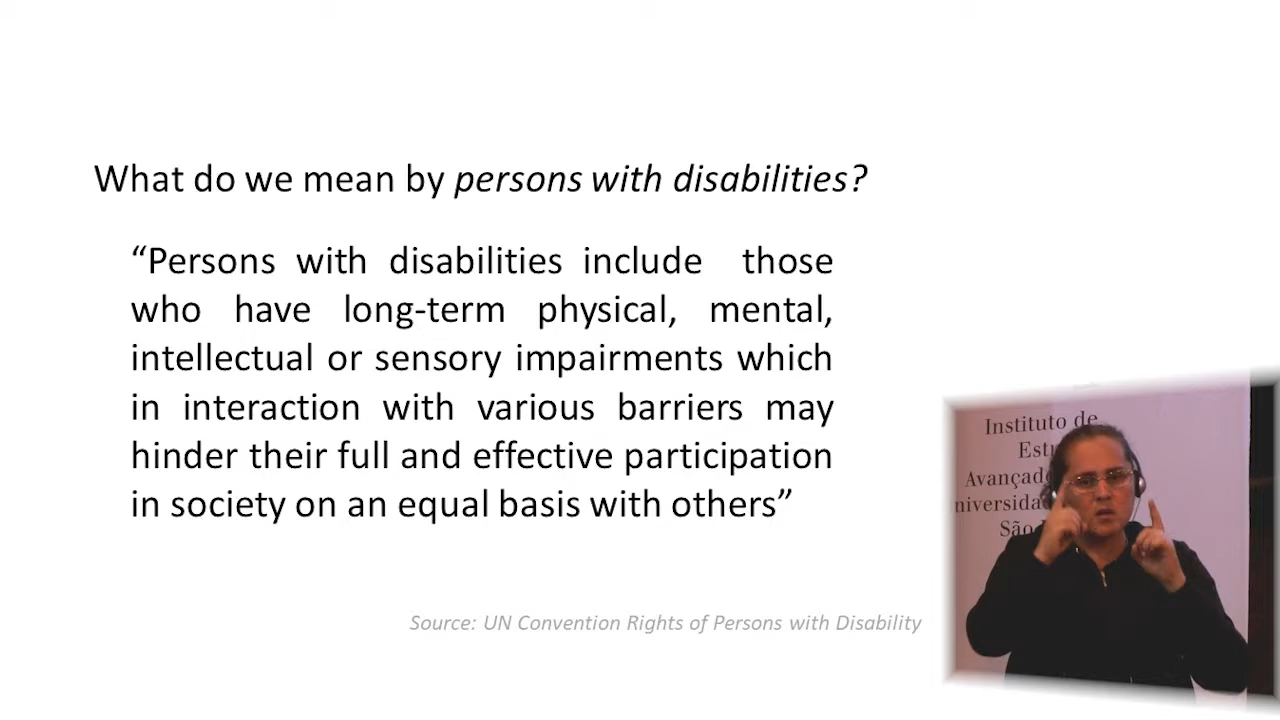 What do we mean by persons with disabilities?
“Persons with disabilities include those
who have long-term physical, mental,
intellectual or sensory impairments which
in interaction with various barriers may
hinder their full and effective participation
in society on an equal basis with others”
Source: UN Convention Rights of Persons with Disability
Instituto de
São